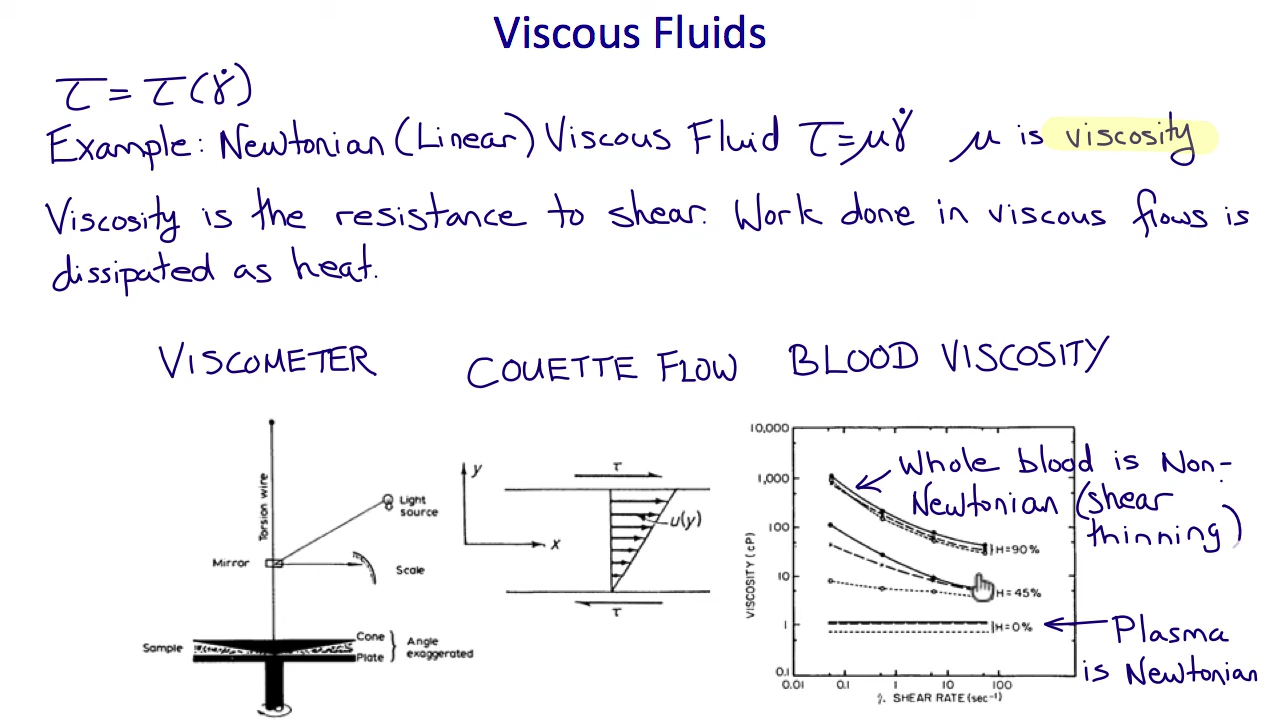 Viscous Fluids
τ = τ(γ̇)
Example: Newtonian (Linear) Viscous Fluid τ=μγ̇ μ is viscosity
Viscosity is the resistance to shear. Work done in viscous flows is
dissipated as heat.
VISCOMETER
Torsion wire
Light
source
Mirror
Scale
Sample
Cone
Plate
Angle
exaggerated
COUETTE FLOW
y
x
τ
u(y)
τ
BLOOD VISCOSITY
VISCOSITY (cP)
10,000
1,000
100
10
1
0.1
0.01 0.1 1 10 100
γ̇. SHEAR RATE (sec⁻¹)
H=90%
H=45%
H=0%
Whole blood is Non-
Newtonian (shear
thinning)
Plasma
is Newtonian